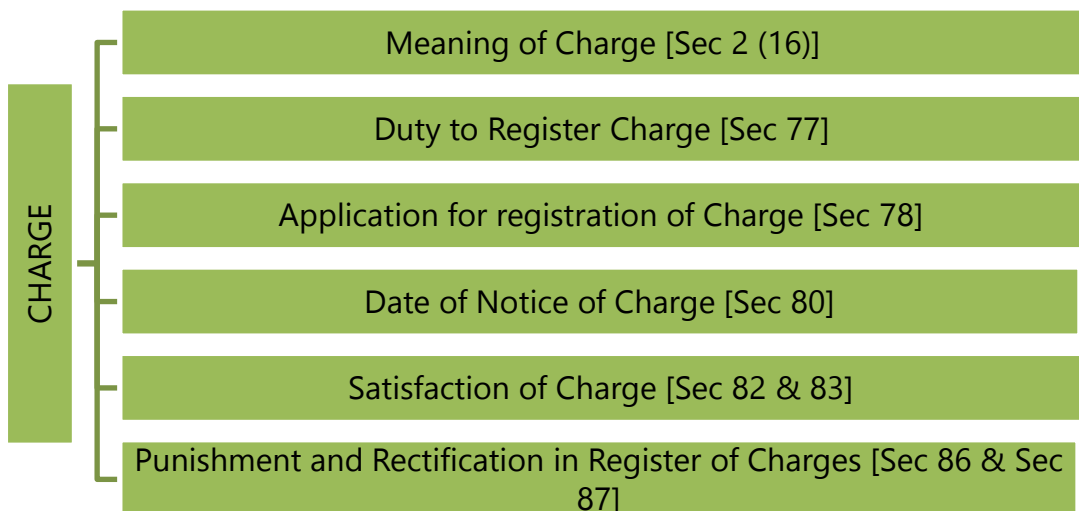 CHARGE
Meaning of Charge [Sec 2 (16)]
Duty to Register Charge [Sec 77]
Application for registration of Charge [Sec 78]
Date of Notice of Charge [Sec 80]
Satisfaction of Charge [Sec 82 & 83]
Punishment and Rectification in Register of Charges [Sec 86 & Sec
87]